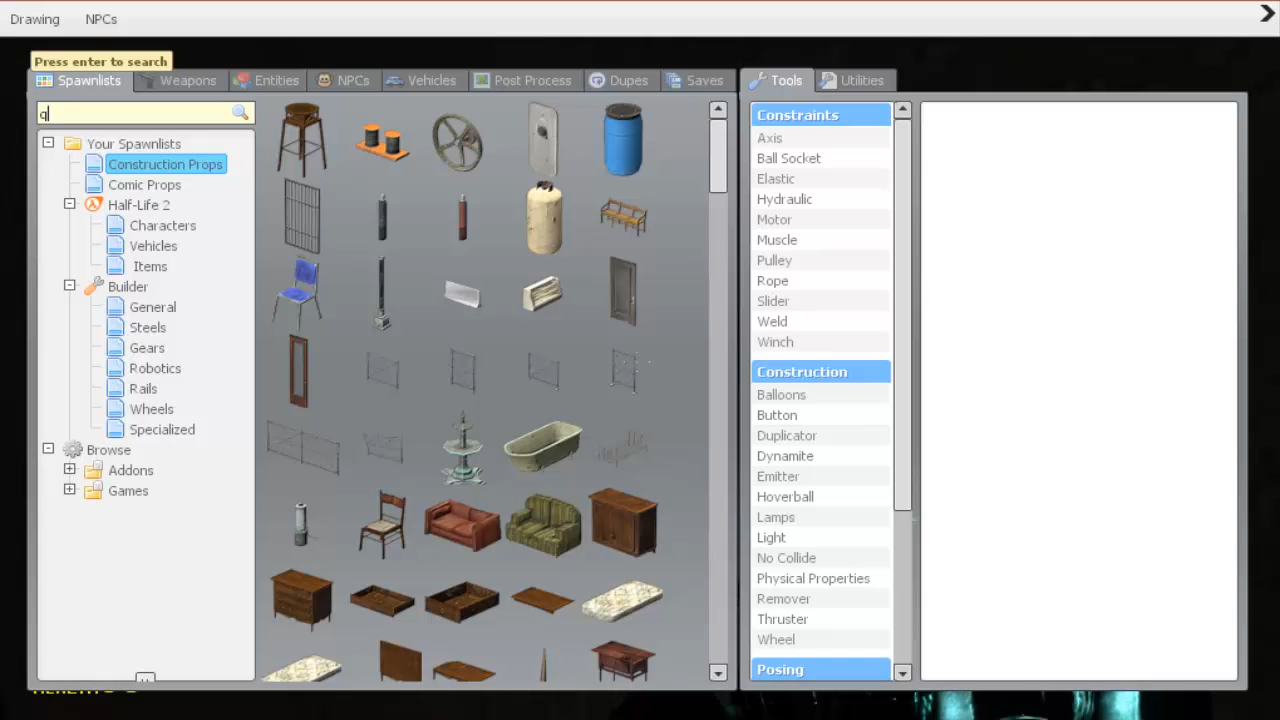 Drawing NPCs
Press enter to search
Spawnlists Weapons Entities NPCs Vehicles Post Process Dupes Saves Tools Utilities
q
Your Spawnlists
Construction Props
Comic Props
Half-Life 2
Characters
Vehicles
Items
Builder
General
Steels
Gears
Robotics
Rails
Wheels
Specialized
Browse
Addons
Games
Constraints
Axis
Ball Socket
Elastic
Hydraulic
Motor
Muscle
Pulley
Rope
Slider
Weld
Winch
Construction
Balloons
Button
Duplicator
Dynamite
Emitter
Hoverball
Lamps
Light
No Collide
Physical Properties
Remover
Thruster
Wheel
Posing